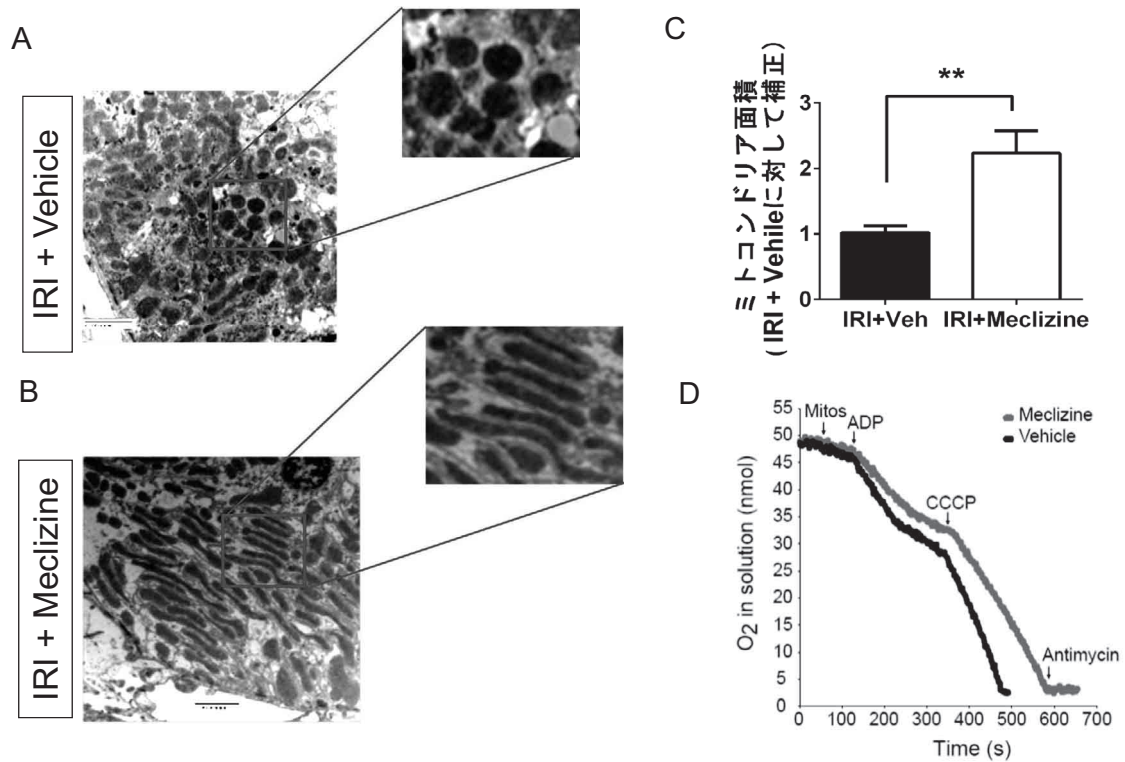 A
IRI + Vehicle
B
IRI + Meclizine
C
ミトコンドリア面積
(IRI + Vehileに対して補正)
**
3
2
1
0
IRI+Veh
IRI+Meclizine
D
O2 in solution (nmol)
55
50
45
40
35
30
25
20
15
10
5
0
Mitos
ADP
CCCP
Antimycin
Meclizine
Vehicle
0 100 200 300 400 500 600 700
Time (s)